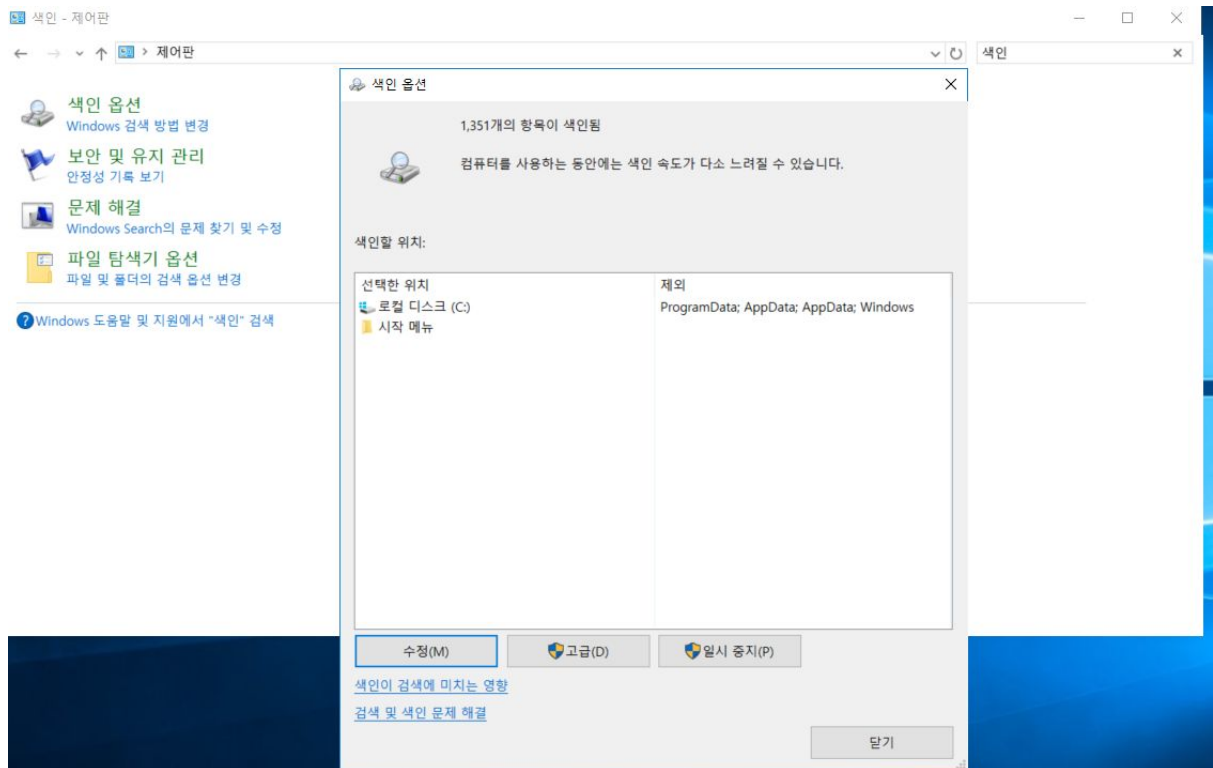 색인 - 제어판
제어판
색인
색인 옵션
Windows 검색 방법 변경
보안 및 유지 관리
안정성 기록 보기
문제 해결
Windows Search의 문제 찾기 및 수정
파일 탐색기 옵션
파일 및 폴더의 검색 옵션 변경
Windows 도움말 및 지원에서 "색인" 검색
색인 옵션
1,351개의 항목이 색인됨
컴퓨터를 사용하는 동안에는 색인 속도가 다소 느려질 수 있습니다.
색인할 위치:
선택한 위치 제외
로컬 디스크 (C:) ProgramData; AppData; AppData; Windows
시작 메뉴
수정(M) 고급(D) 일시 중지(P)
색인이 검색에 미치는 영향
검색 및 색인 문제 해결
닫기